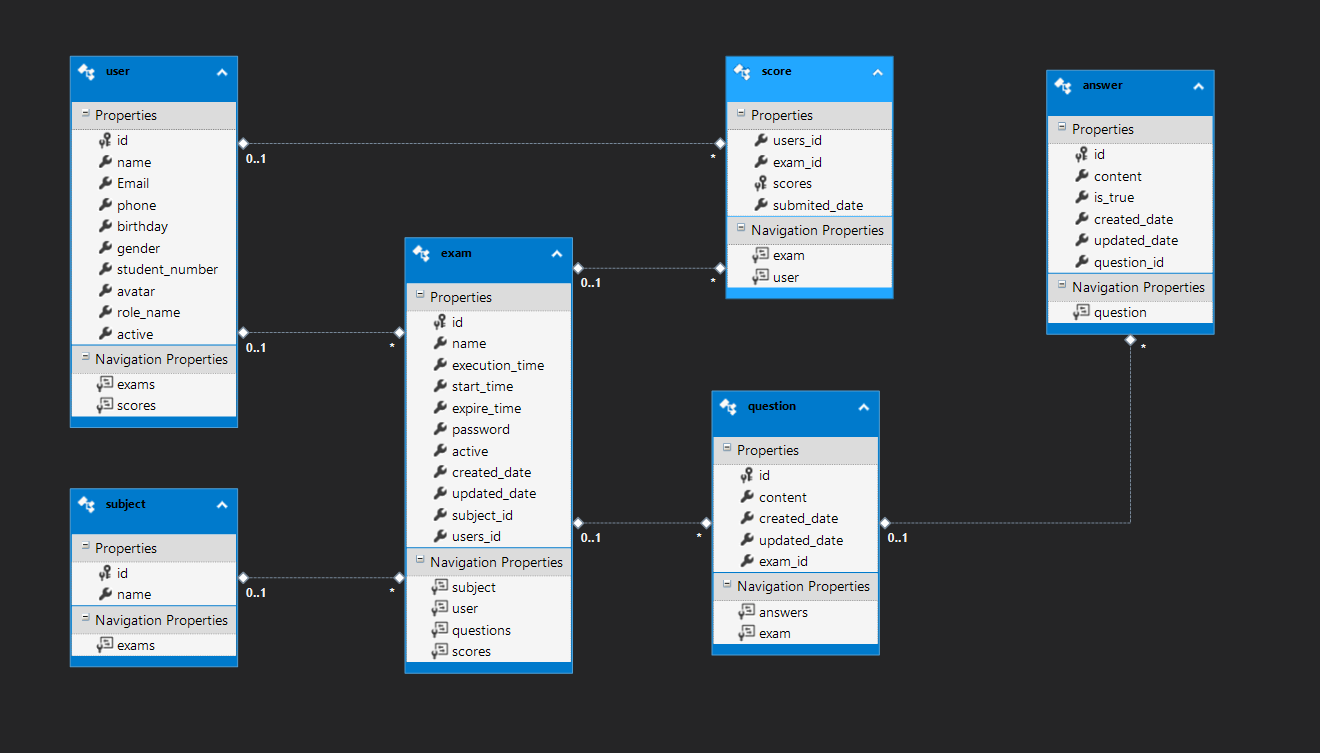 user
Properties
id
name
Email
phone
birthday
gender
student_number
avatar
role_name
active
Navigation Properties
exams
scores
0..1
*
0..1
*
score
Properties
users_id
exam_id
scores
submited_date
Navigation Properties
exam
user
answer
Properties
id
content
is_true
created_date
updated_date
question_id
Navigation Properties
question
*
exam
Properties
id
name
execution_time
start_time
expire_time
password
active
created_date
updated_date
subject_id
users_id
Navigation Properties
subject
user
questions
scores
0..1
*
0..1
*
question
Properties
id
content
created_date
updated_date
exam_id
Navigation Properties
answers
exam
0..1
subject
Properties
id
name
Navigation Properties
exams
0..1
*